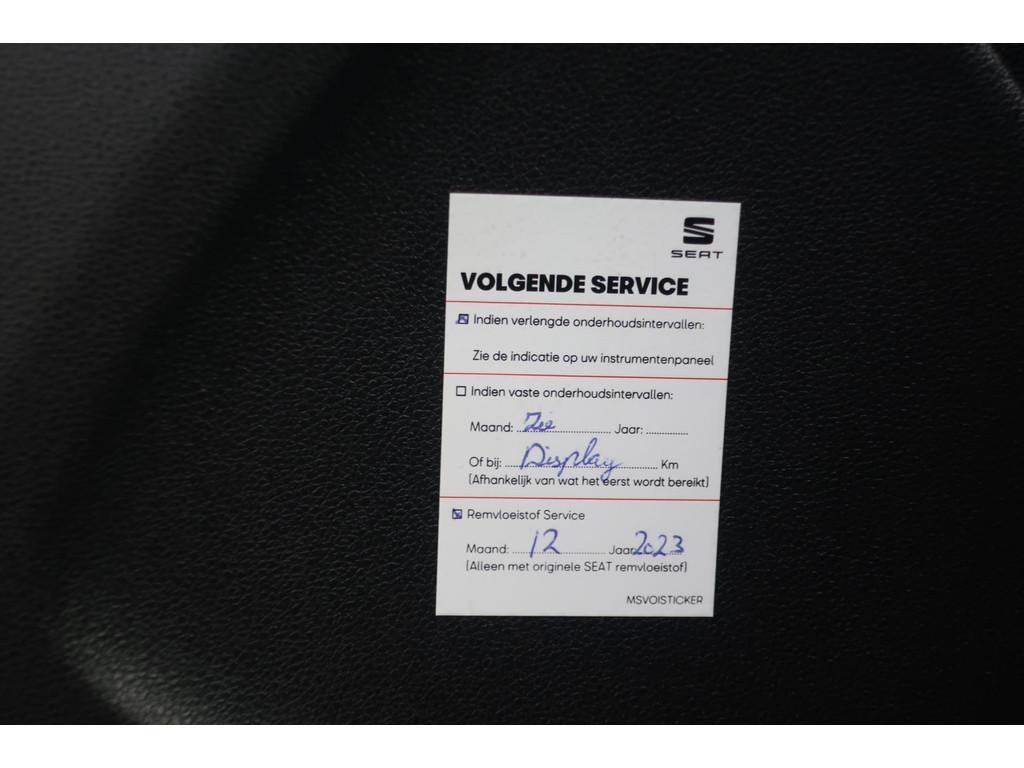 SEAT
VOLGENDE SERVICE
Indien verlengde onderhoudsintervallen:
Zie de indicatie op uw instrumentenpaneel
Indien vaste onderhoudsintervallen:
Maand: Zie Jaar:
Of bij: Display Km
(Afhankelijk van wat het eerst wordt bereikt)
Remvloeistof Service
Maand: 12 Jaar 2023
(Alleen met originele SEAT remvloeistof)
MSVOISTICKER